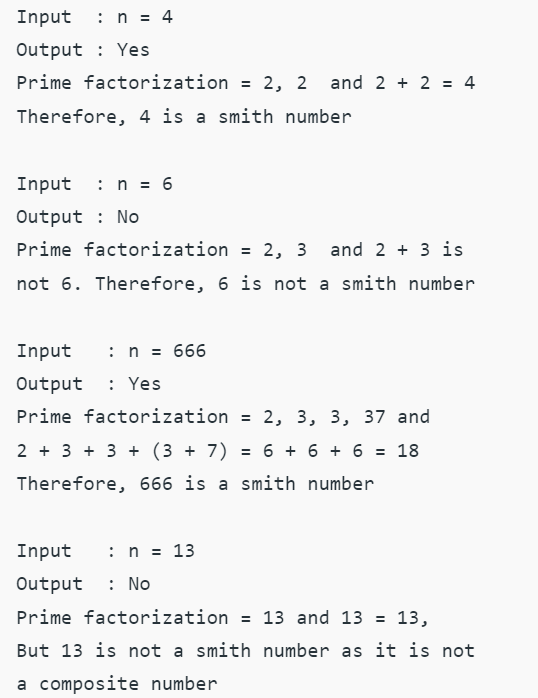 Input  : n = 4
Output : Yes
Prime factorization = 2, 2  and 2 + 2 = 4
Therefore, 4 is a smith number
Input  : n = 6
Output : No
Prime factorization = 2, 3  and 2 + 3 is
not 6. Therefore, 6 is not a smith number
Input   : n = 666
Output  : Yes
Prime factorization = 2, 3, 3, 37 and
2 + 3 + 3 + (3 + 7) = 6 + 6 + 6 = 18
Therefore, 666 is a smith number
Input   : n = 13
Output  : No
Prime factorization = 13 and 13 = 13,
But 13 is not a smith number as it is not
a composite number